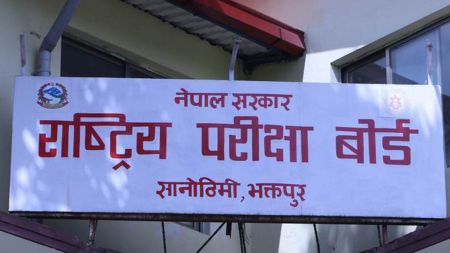 नेपाल सरकार
राष्ट्रिय परीक्षा बोर्ड
सानोठिमी, भक्तपुर